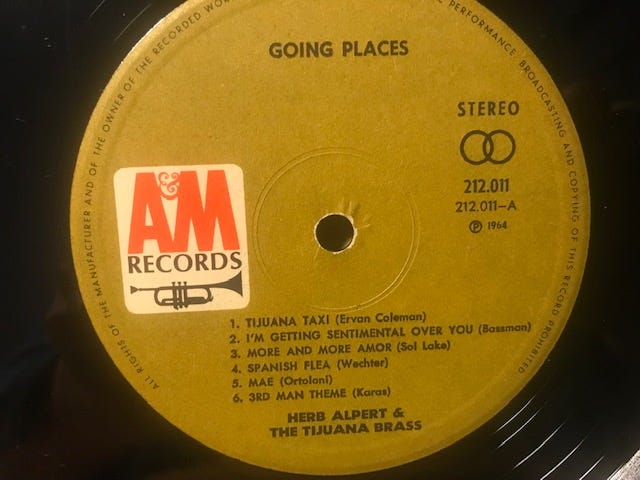 ALL RIGHTS OF THE MANUFACTURER AND OF THE OWNER OF THE RECORDED WOR
PERFORMANCE, BROADCASTING AND COPYING OF THIS RECORD PROHIBITED
GOING PLACES
STEREO
212.011
212.011-A
℗ 1964
A&M
RECORDS
1. TIJUANA TAXI (Ervan Coleman)
2. I'M GETTING SENTIMENTAL OVER YOU (Bassman)
3. MORE AND MORE AMOR (Sol Lake)
4. SPANISH FLEA (Wechter)
5. MAE (Ortoloni)
6. 3RD MAN THEME (Karas)
HERB ALPERT &
THE TIJUANA BRASS